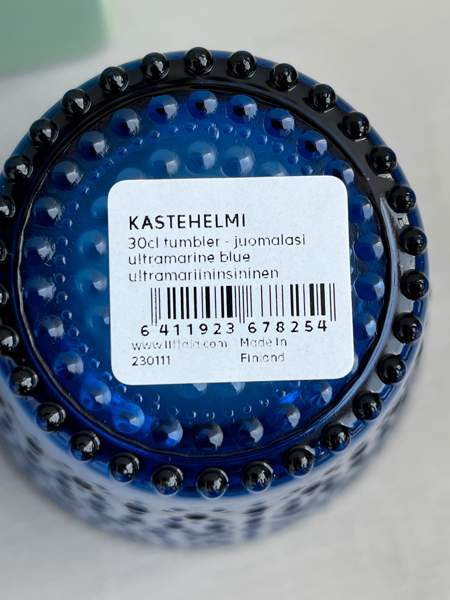 KASTEHELMI
30cl tumbler - juomalasi
ultramarine blue
ultramariininsininen
6 411923 678254
www.iittala.com Made in
230111 Finland